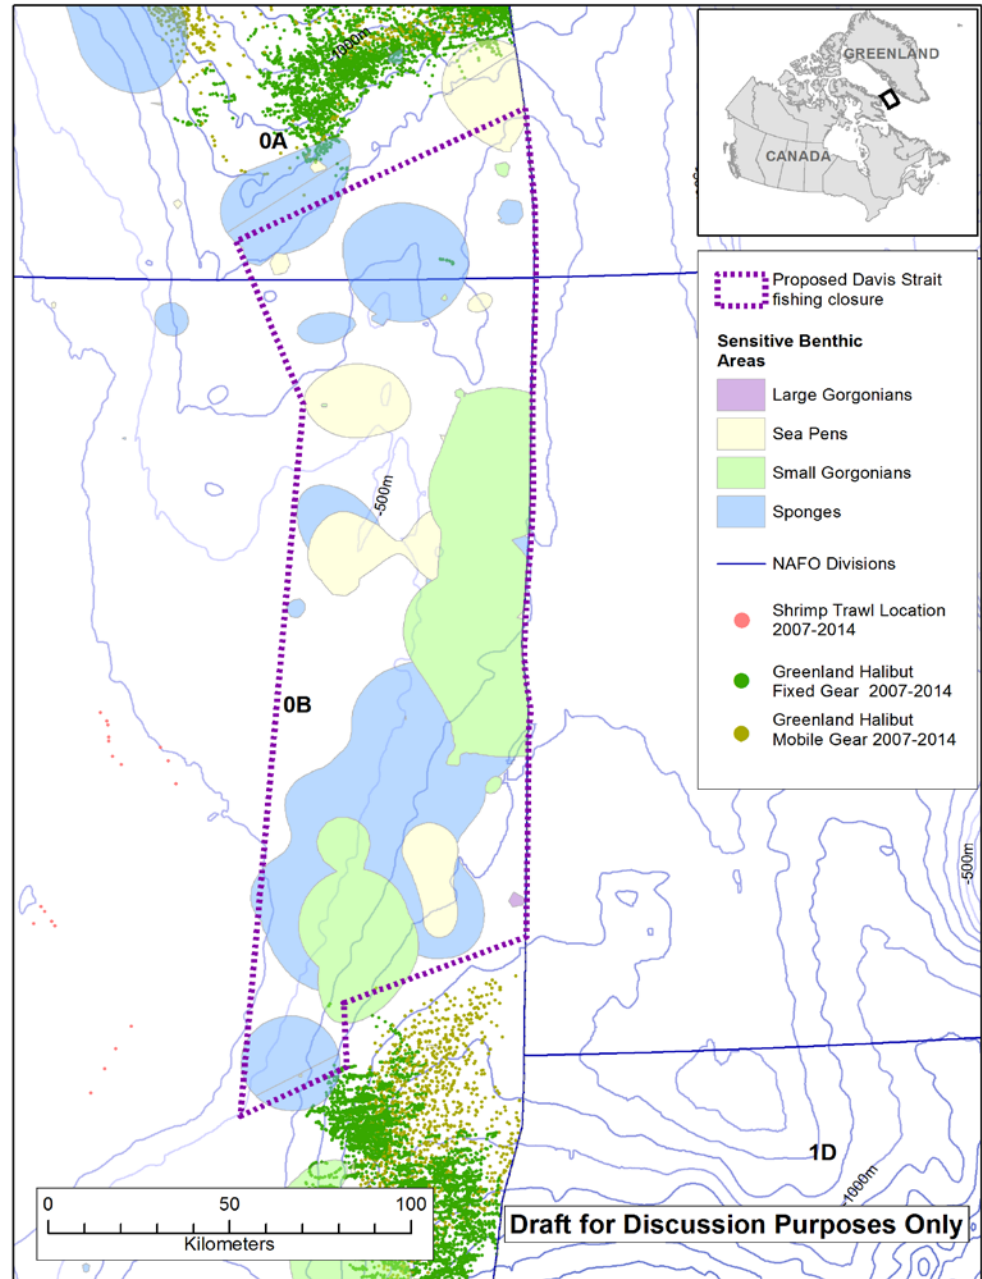 -1000m
GREENLAND
CANADA
0A
Proposed Davis Strait
fishing closure
Sensitive Benthic
Areas
Large Gorgonians
Sea Pens
Small Gorgonians
Sponges
NAFO Divisions
Shrimp Trawl Location
2007-2014
Greenland Halibut
Fixed Gear 2007-2014
Greenland Halibut
Mobile Gear 2007-2014
-500m
0B
-500m
1D
-1000m
0 50 100
Kilometers
Draft for Discussion Purposes Only